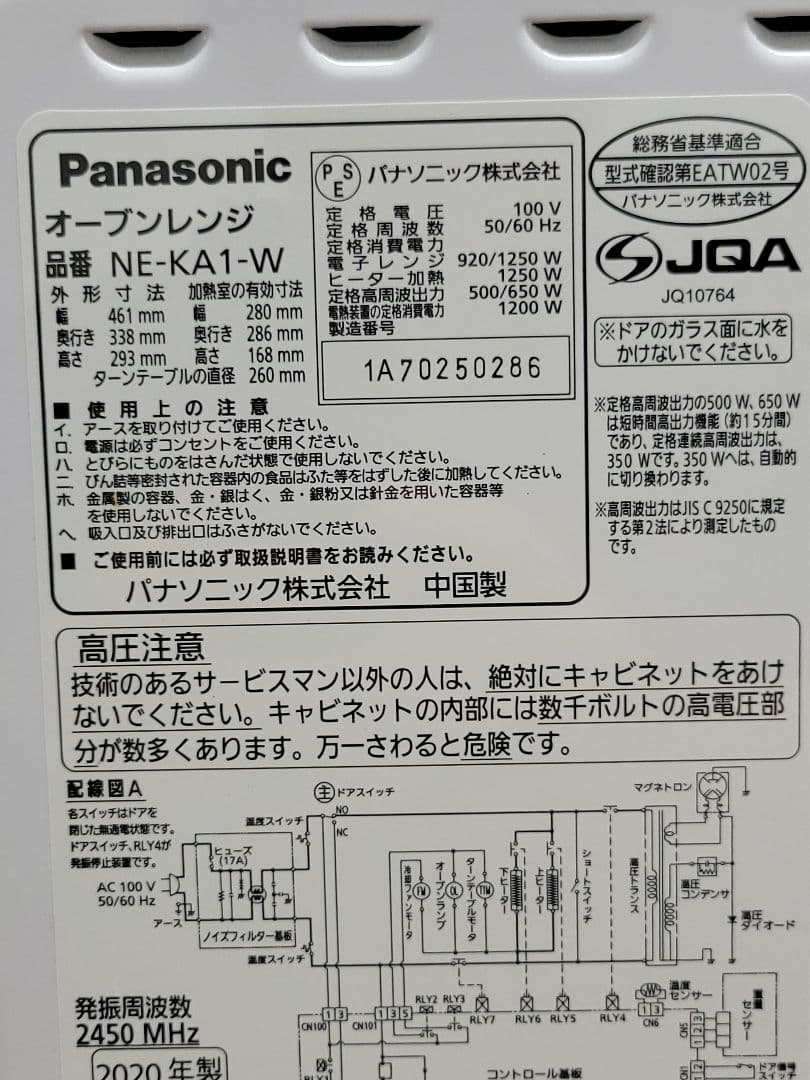 Panasonic
オーブンレンジ
品番 NE-KA1-W
外形寸法 加熱室の有効寸法
幅 461 mm 幅 280 mm
奥行き 338 mm 奥行き 286 mm
高さ 293 mm 高さ 168 mm
ターンテーブルの直径 260 mm
PSE パナソニック株式会社
定格電圧 100 V
定格周波数 50/60 Hz
定格消費電力
電子レンジ 920/1250 W
ヒーター加熱 1250 W
定格高周波出力 500/650 W
電熱装置の定格消費電力 1200 W
製造番号
1A70250286
■ 使用上の注意
イ. アースを取り付けてご使用ください。
ロ. 電源は必ずコンセントをご使用ください。
ハ. とびらにものをはさんだ状態で使用しないでください。
ニ. びん詰等密封された容器内の食品はふた等をはずした後に加熱してください。
ホ. 金属製の容器、金・銀はく、金・銀粉又は針金を用いた容器等
を使用しないでください。
ヘ. 吸入口及び排出口はふさがないでください。
■ ご使用前には必ず取扱説明書をお読みください。
パナソニック株式会社 中国製
総務省基準適合
型式確認第EATW02号
パナソニック株式会社
JQA
JQ10764
※ドアのガラス面に水を
かけないでください。
※定格高周波出力の500 W、650 W
は短時間高出力機能(約15分間)
であり、定格連続高周波出力は、
350 Wです。350 Wへは、自動的
に切り換わります。
※高周波出力はJIS C 9250に規定
する第2法により測定したもの
です。
高圧注意
技術のあるサービスマン以外の人は、絶対にキャビネットをあけ
ないでください。キャビネットの内部には数千ボルトの高電圧部
分が数多くあります。万一さわると危険です。
配線図A
各スイッチはドアを
閉じた無通電状態です。
ドアスイッチ、RLY4が
発振停止装置です。
AC 100 V
50/60 Hz
アース
ヒューズ
(17A)
ノイズフィルター基板
温度スイッチ
温度スイッチ
主 ドアスイッチ
NO
NC
冷却ファンモータ
FM
オーブンランプ
OL
ターンテーブルモータ
TTM
下ヒーター
上ヒーター
ショートスイッチ
高圧トランス
マグネトロン
高圧
コンデンサ
高圧
ダイオード
温度
センサー
重量
センサー
RLY2 RLY3
RLY7 RLY6 RLY5 RLY4
CN100 1 3
CN101 1 3 5
1 3
CN6
CN5
1 2 3
CN1
1 2
RLY1
コントロール基板
ドア信号
スイッチ
発振周波数
2450 MHz
2020 年製